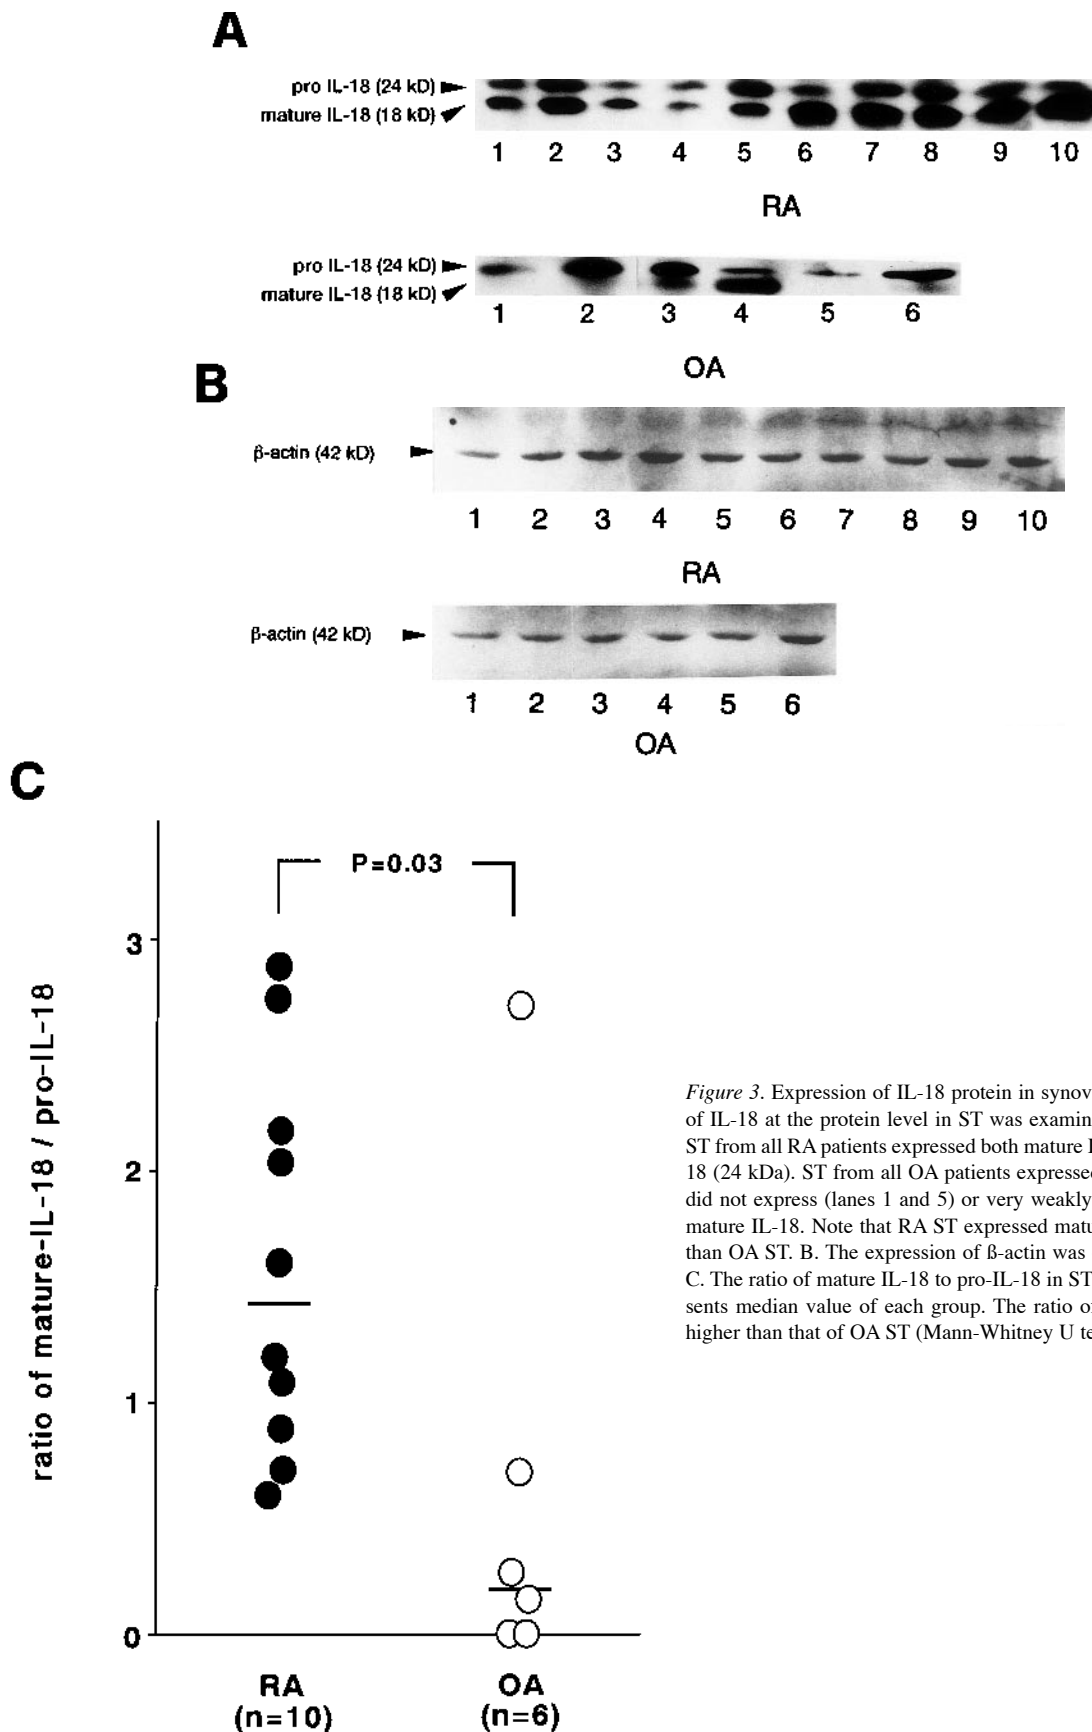 A
pro IL-18 (24 kD)
mature IL-18 (18 kD)
1 2 3 4 5 6 7 8 9 10
RA
pro IL-18 (24 kD)
mature IL-18 (18 kD)
1 2 3 4 5 6
OA
B
β-actin (42 kD)
1 2 3 4 5 6 7 8 9 10
RA
β-actin (42 kD)
1 2 3 4 5 6
OA
C
P=0.03
3
2
1
0
ratio of mature-IL-18 / pro-IL-18
RA
(n=10)
OA
(n=6)
Figure 3. Expression of IL-18 protein in synov
of IL-18 at the protein level in ST was examin
ST from all RA patients expressed both mature I
18 (24 kDa). ST from all OA patients expressed
did not express (lanes 1 and 5) or very weakly
mature IL-18. Note that RA ST expressed matu
than OA ST. B. The expression of ß-actin was
C. The ratio of mature IL-18 to pro-IL-18 in ST
sents median value of each group. The ratio of
higher than that of OA ST (Mann-Whitney U te